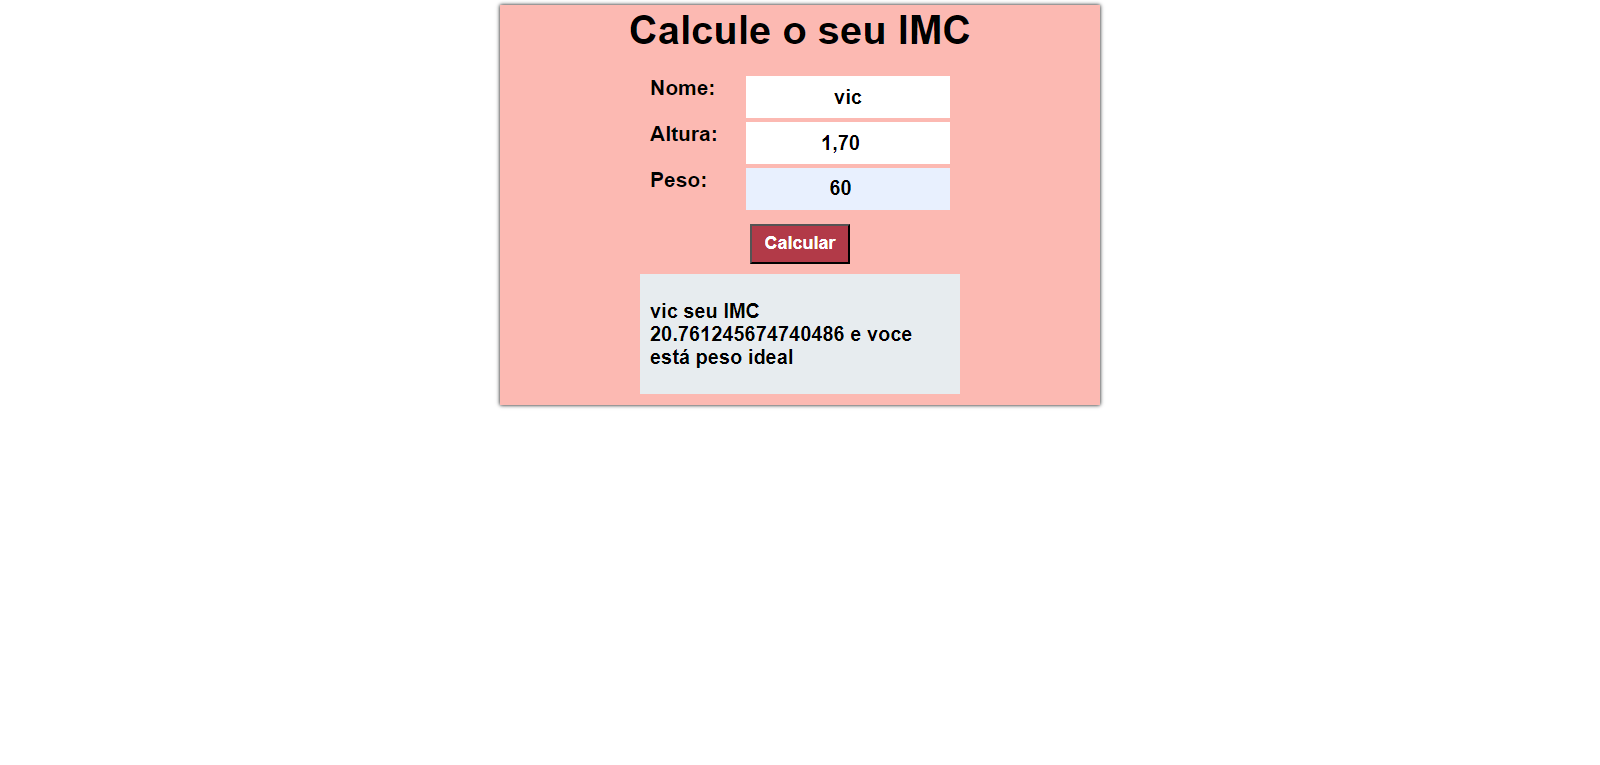 Calcule o seu IMC
Nome: vic
Altura: 1,70
Peso: 60
Calcular
vic seu IMC
20.761245674740486 e voce
está peso ideal